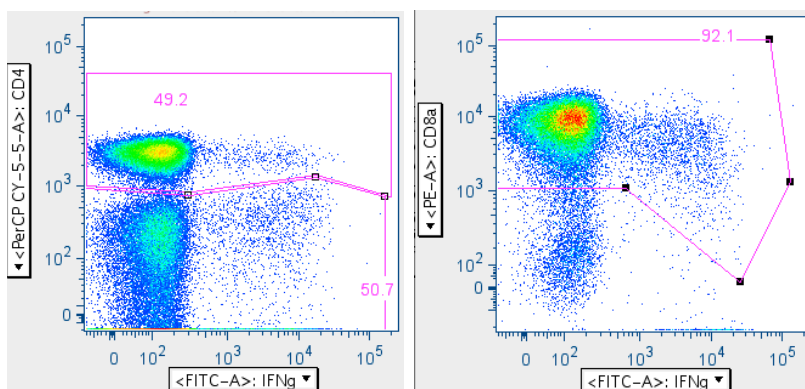 10^5
10^4
10^3
10^2
0
◄ <PerCP CY-5-5-A>: CD4
49.2
50.7
0 10^2 10^3 10^4 10^5
<FITC-A>: IFNg ▼
10^5
10^4
10^3
10^2
0
◄ <PE-A>: CD8a
92.1
0 10^2 10^3 10^4 10^5
<FITC-A>: IFNg ▼